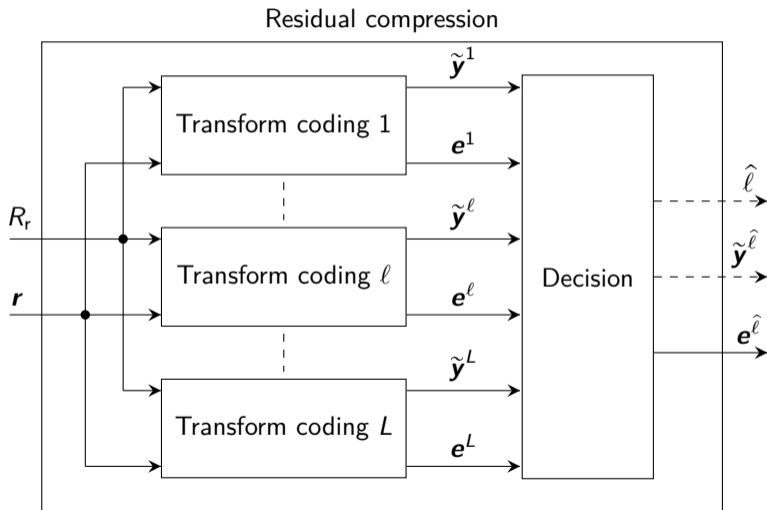 Residual compression
ỹ¹
Transform coding 1
e¹
ℓ̂
R_r
ỹ^ℓ
ỹ^ℓ̂
Transform coding ℓ
Decision
r
e^ℓ
e^ℓ̂
ỹ^L
Transform coding L
e^L